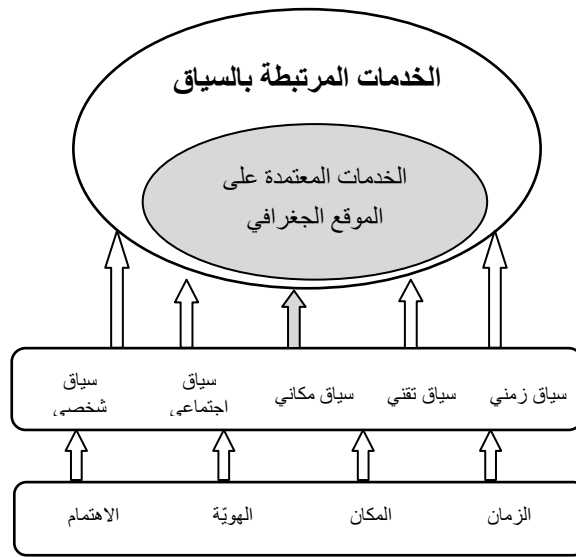 الخدمات المرتبطة بالسياق
الخدمات المعتمدة على
الموقع الجغرافي
سياق زمني
سياق تقني
سياق مكاني
سياق
اجتماعي
سياق
شخصي
الزمان
المكان
الهويّة
الاهتمام